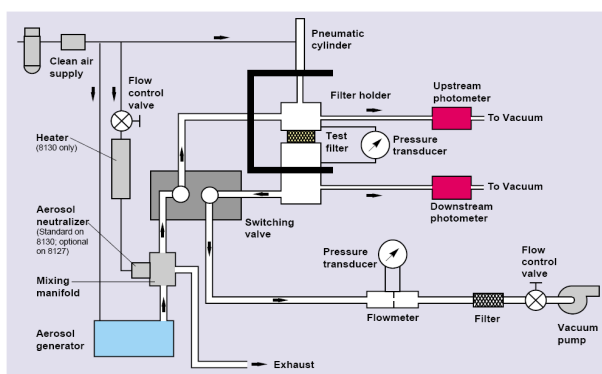 Pneumatic
cylinder
Clean air
supply
Flow
control
valve
Filter holder
Upstream
photometer
To Vacuum
Heater
(8130 only)
Test
filter
Pressure
transducer
To Vacuum
Downstream
photometer
Aerosol
neutralizer
(Standard on
8130; optional
on 8127)
Switching
valve
Mixing
manifold
Pressure
transducer
Flow
control
valve
Flowmeter
Filter
Vacuum
pump
Aerosol
generator
Exhaust